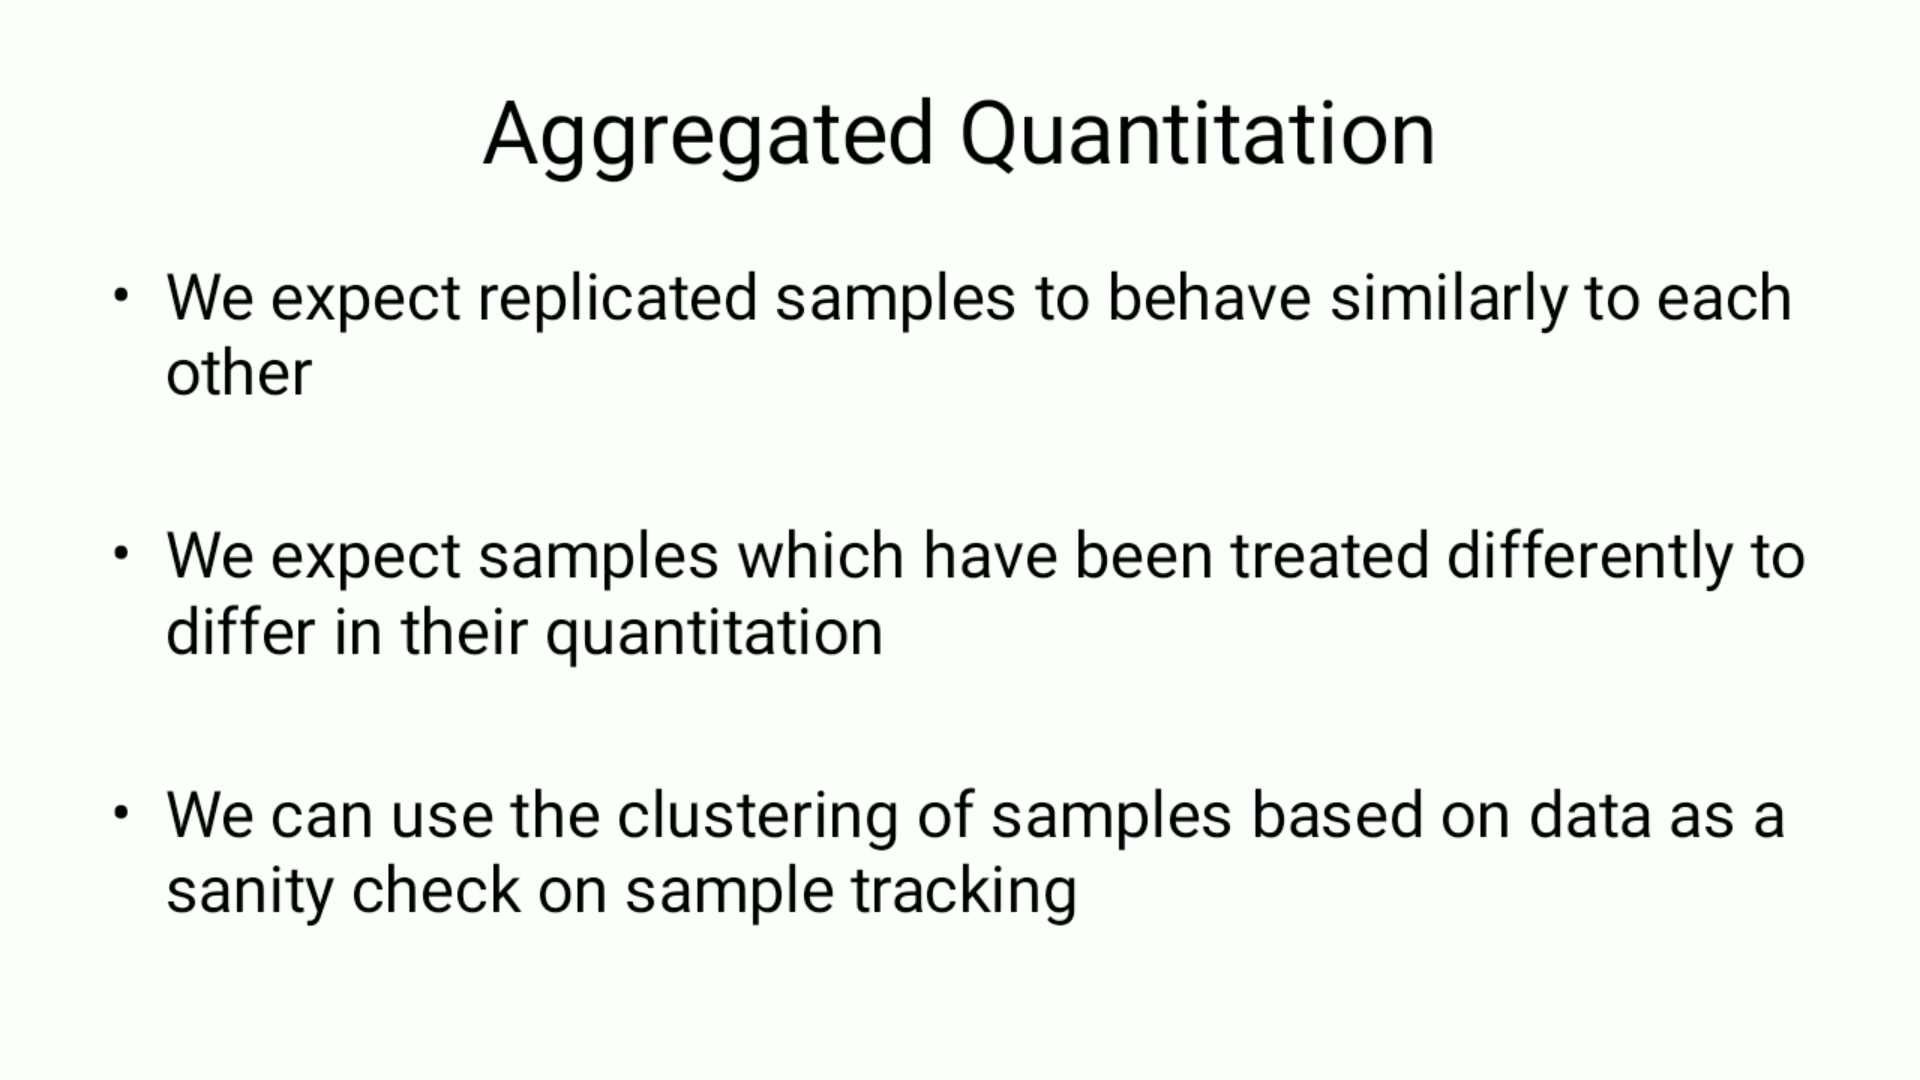 Aggregated Quantitation
• We expect replicated samples to behave similarly to each
other
• We expect samples which have been treated differently to
differ in their quantitation
• We can use the clustering of samples based on data as a
sanity check on sample tracking